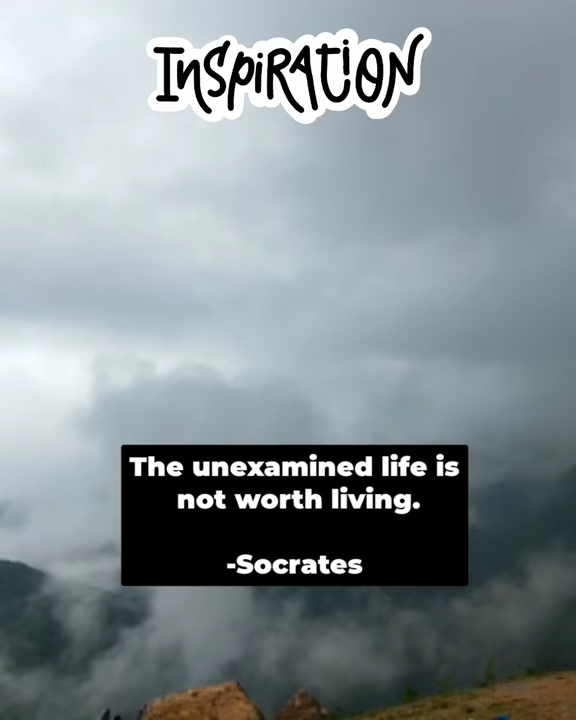 INSPIRATION
The unexamined life is
not worth living.
-Socrates